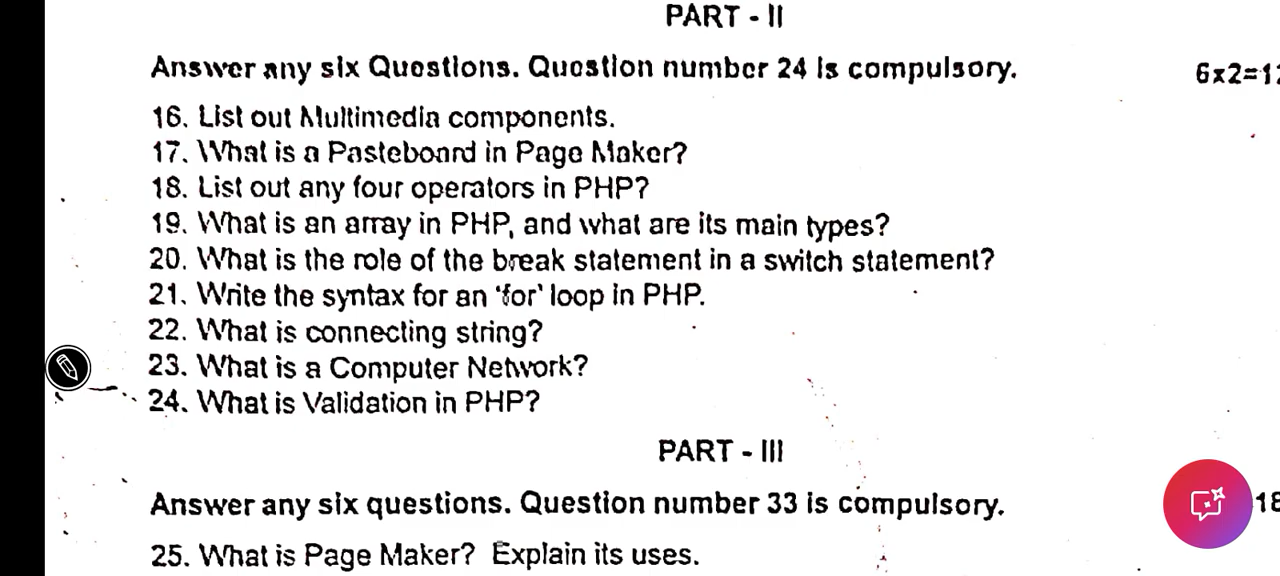 PART - II
Answer any six Questions. Question number 24 is compulsory. 6x2=1
16. List out Multimedia components.
17. What is a Pasteboard in Page Maker?
18. List out any four operators in PHP?
19. What is an array in PHP, and what are its main types?
20. What is the role of the break statement in a switch statement?
21. Write the syntax for an ‘for’ loop in PHP.
22. What is connecting string?
23. What is a Computer Network?
24. What is Validation in PHP?
PART - III
Answer any six questions. Question number 33 is compulsory. 18
25. What is Page Maker? Explain its uses.